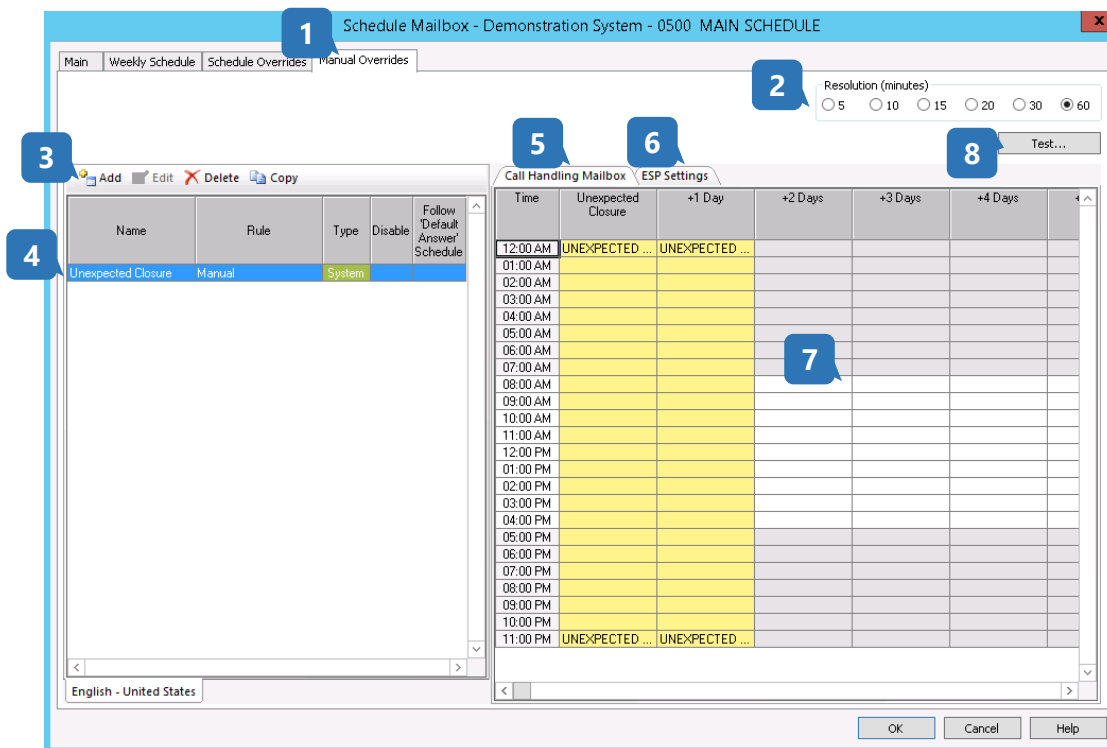 Schedule Mailbox - Demonstration System - 0500 MAIN SCHEDULE
x
1
Main Weekly Schedule Schedule Overrides Manual Overrides
2
Resolution (minutes)
5 10 15 20 30 60
8
Test...
3
Add Edit Delete Copy
5
6
Call Handling Mailbox ESP Settings
Name Rule Type Disable Follow
'Default
Answer'
Schedule
4
Unexpected Closure Manual System
Time Unexpected +1 Day +2 Days +3 Days +4 Days +
Closure
12:00 AM UNEXPECTED ... UNEXPECTED ...
01:00 AM
02:00 AM
03:00 AM
04:00 AM
05:00 AM
06:00 AM
07:00 AM
7
08:00 AM
09:00 AM
10:00 AM
11:00 AM
12:00 PM
01:00 PM
02:00 PM
03:00 PM
04:00 PM
05:00 PM
06:00 PM
07:00 PM
08:00 PM
09:00 PM
10:00 PM
11:00 PM UNEXPECTED ... UNEXPECTED ...
English - United States
OK Cancel Help